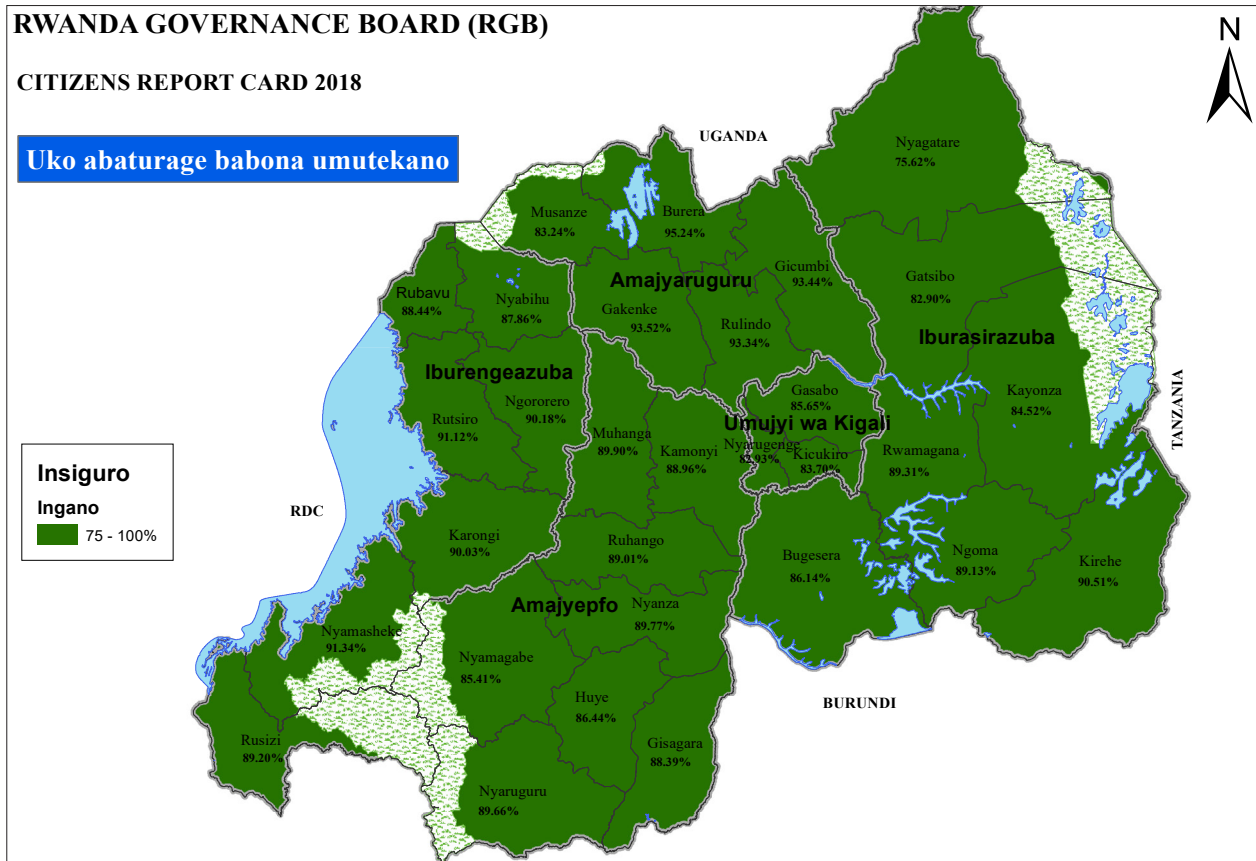 RWANDA GOVERNANCE BOARD (RGB)
CITIZENS REPORT CARD 2018
Uko abaturage babona umutekano
N
UGANDA
Nyagatare
75.62%
Musanze
83.24%
Burera
95.24%
Gicumbi
93.44%
Gatsibo
82.90%
Amajyaruguru
Rubavu
88.44%
Nyabihu
87.86%
Gakenke
93.52%
Rulindo
93.34%
Iburasirazuba
Iburengeazuba
Kayonza
84.52%
Gasabo
85.65%
Ngororero
90.18%
Rutsiro
91.12%
Umujyi wa Kigali
Muhanga
89.90%
Kamonyi
88.96%
Nyarugenge
82.93%
Kicukiro
83.70%
Rwamagana
89.31%
TANZANIA
Insiguro
Ingano
75 - 100%
RDC
Karongi
90.03%
Ruhango
89.01%
Bugesera
86.14%
Ngoma
89.13%
Kirehe
90.51%
Amajyepfo
Nyanza
89.77%
Nyamasheke
91.34%
Nyamagabe
85.41%
Huye
86.44%
BURUNDI
Rusizi
89.20%
Gisagara
88.39%
Nyaruguru
89.66%